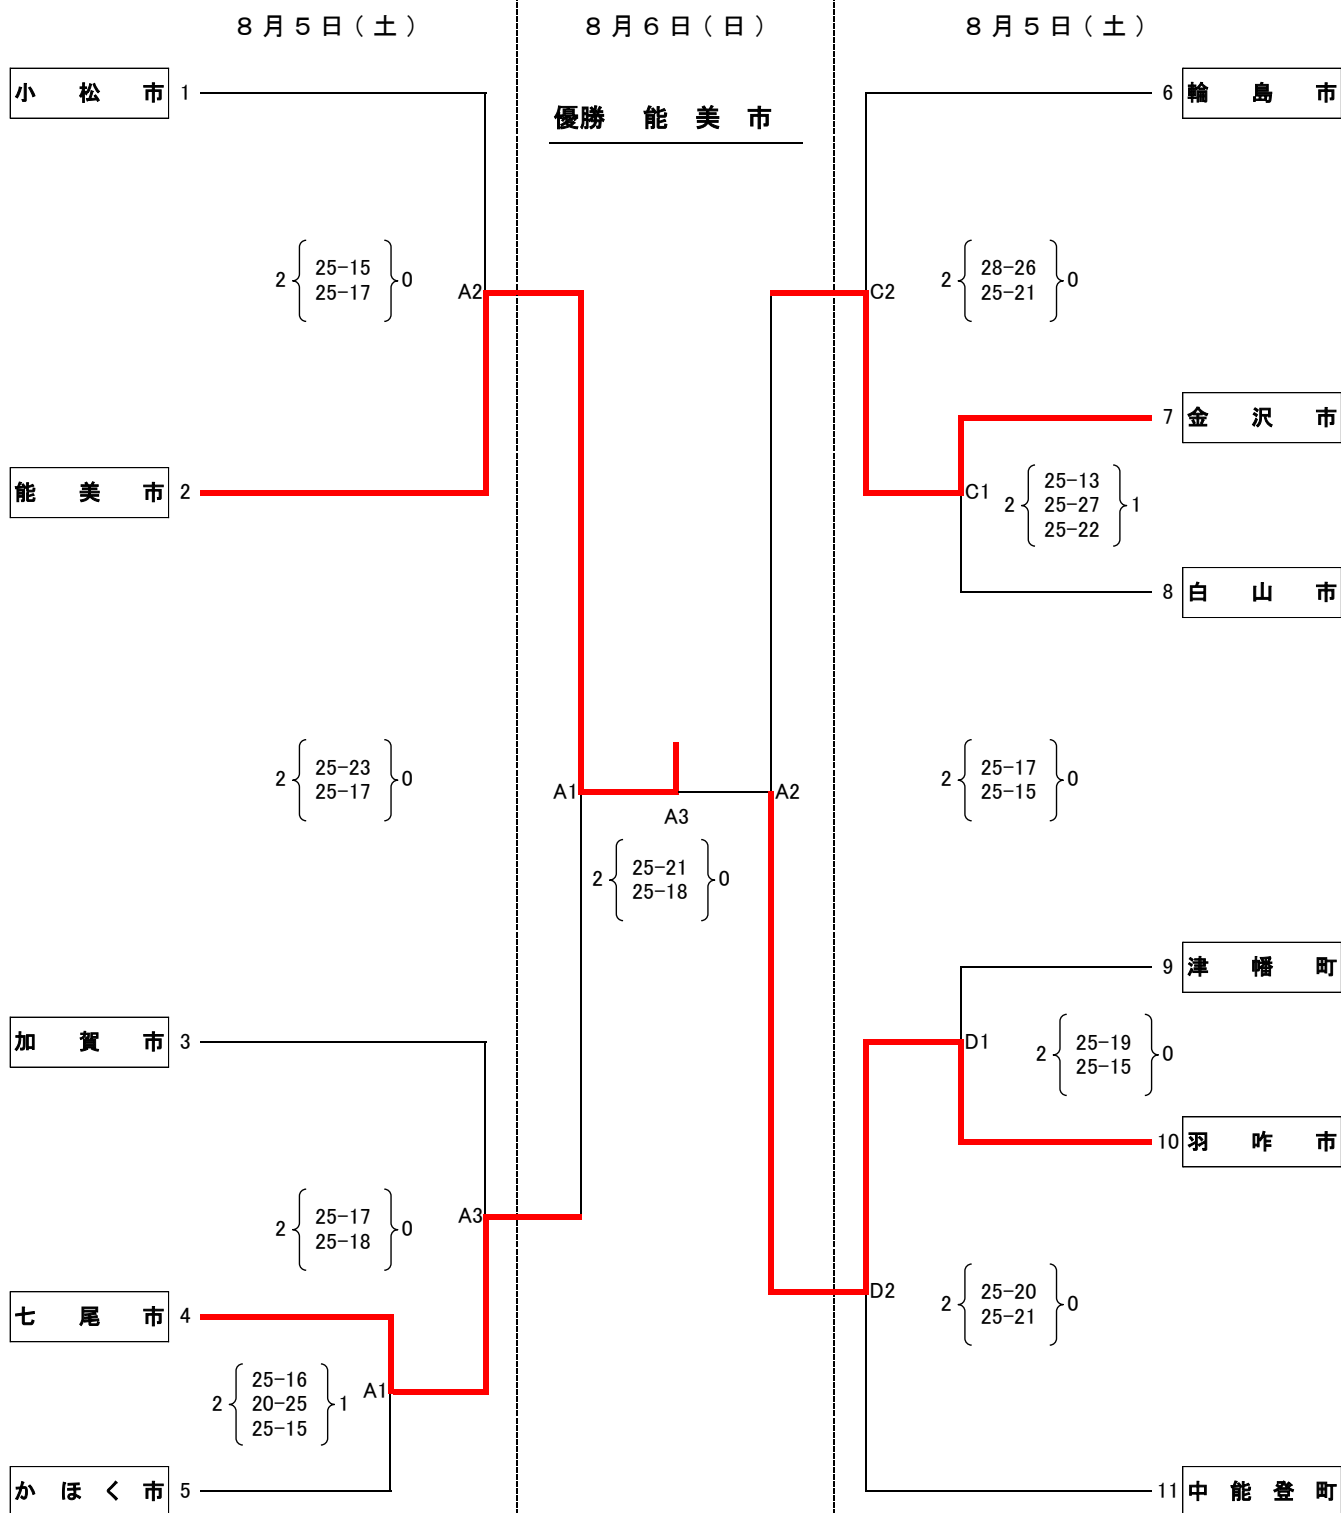 ８月５日（土）
８月６日（日）
８月５日（土）
優勝　能　美　市
小　松　市 1
2 25-15 0
25-17
A2
能　美　市 2
2 25-23 0
25-17
加　賀　市 3
2 25-17 0
25-18
A3
七　尾　市 4
2 25-16 1
20-25
25-15
A1
か ほ く 市 5
A1
A3
A2
2 25-21 0
25-18
6 輪　島　市
C2
2 28-26 0
25-21
7 金　沢　市
C1
2 25-13 1
25-27
25-22
8 白　山　市
2 25-17 0
25-15
9 津　幡　町
D1
2 25-19 0
25-15
10 羽　咋　市
D2
2 25-20 0
25-21
11 中 能 登 町